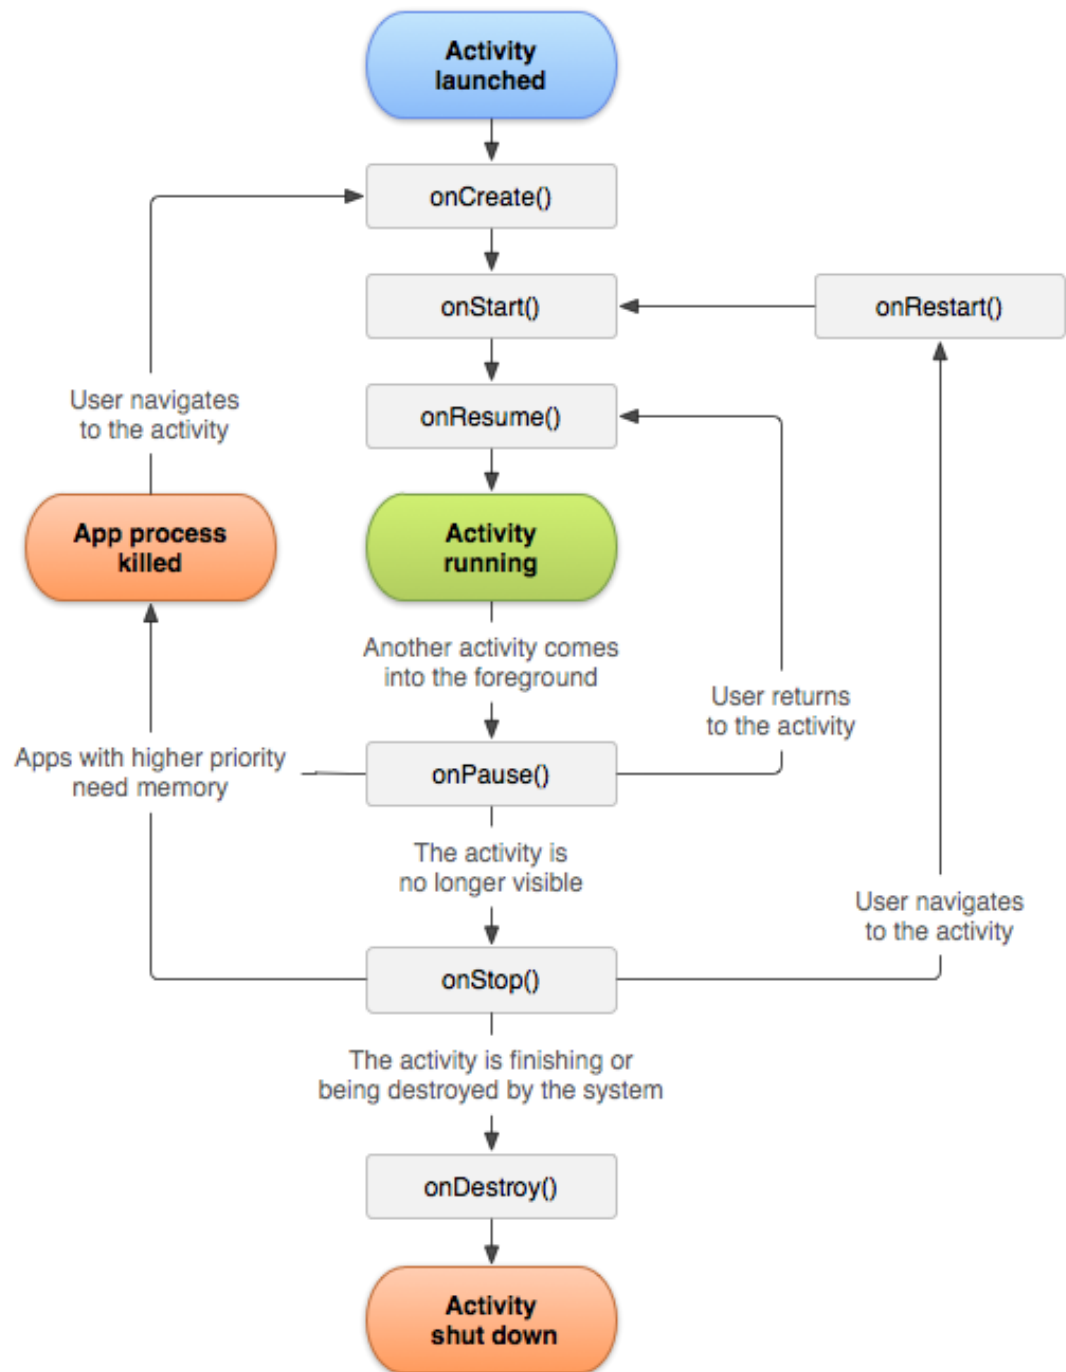 Activity
launched
onCreate()
onStart()
onRestart()
User navigates
to the activity
onResume()
App process
killed
Activity
running
Another activity comes
into the foreground
User returns
to the activity
Apps with higher priority
need memory
onPause()
The activity is
no longer visible
User navigates
to the activity
onStop()
The activity is finishing or
being destroyed by the system
onDestroy()
Activity
shut down